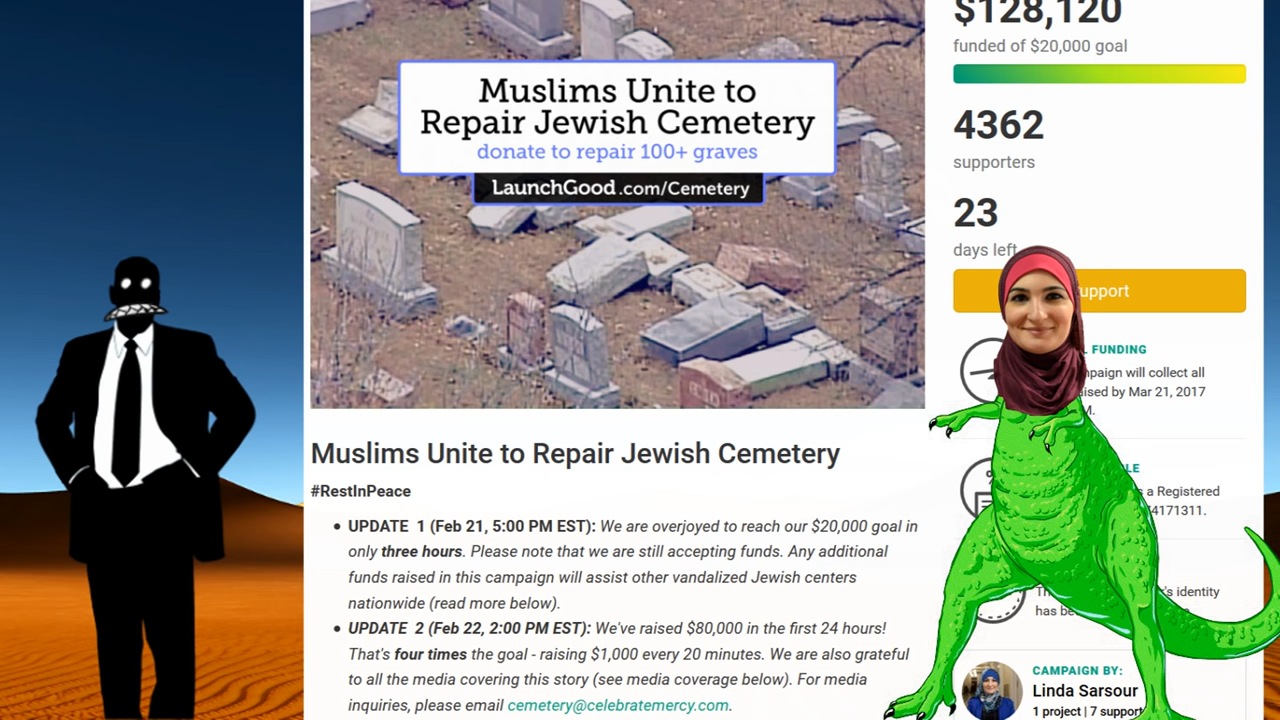 Muslims Unite to
Repair Jewish Cemetery
donate to repair 100+ graves
LaunchGood.com/Cemetery
Muslims Unite to Repair Jewish Cemetery
#RestInPeace
• UPDATE 1 (Feb 21, 5:00 PM EST): We are overjoyed to reach our $20,000 goal in
only three hours. Please note that we are still accepting funds. Any additional
funds raised in this campaign will assist other vandalized Jewish centers
nationwide (read more below).
• UPDATE 2 (Feb 22, 2:00 PM EST): We've raised $80,000 in the first 24 hours!
That's four times the goal - raising $1,000 every 20 minutes. We are also grateful
to all the media covering this story (see media coverage below). For media
inquiries, please email cemetery@celebratemercy.com.
$128,120
funded of $20,000 goal
4362
supporters
23
days left
upport
FUNDING
mpaign will collect all
aised by Mar 21, 2017
M.
LE
s a Registered
4171311.
's identity
has be
CAMPAIGN BY:
Linda Sarsour
1 project | 7 support